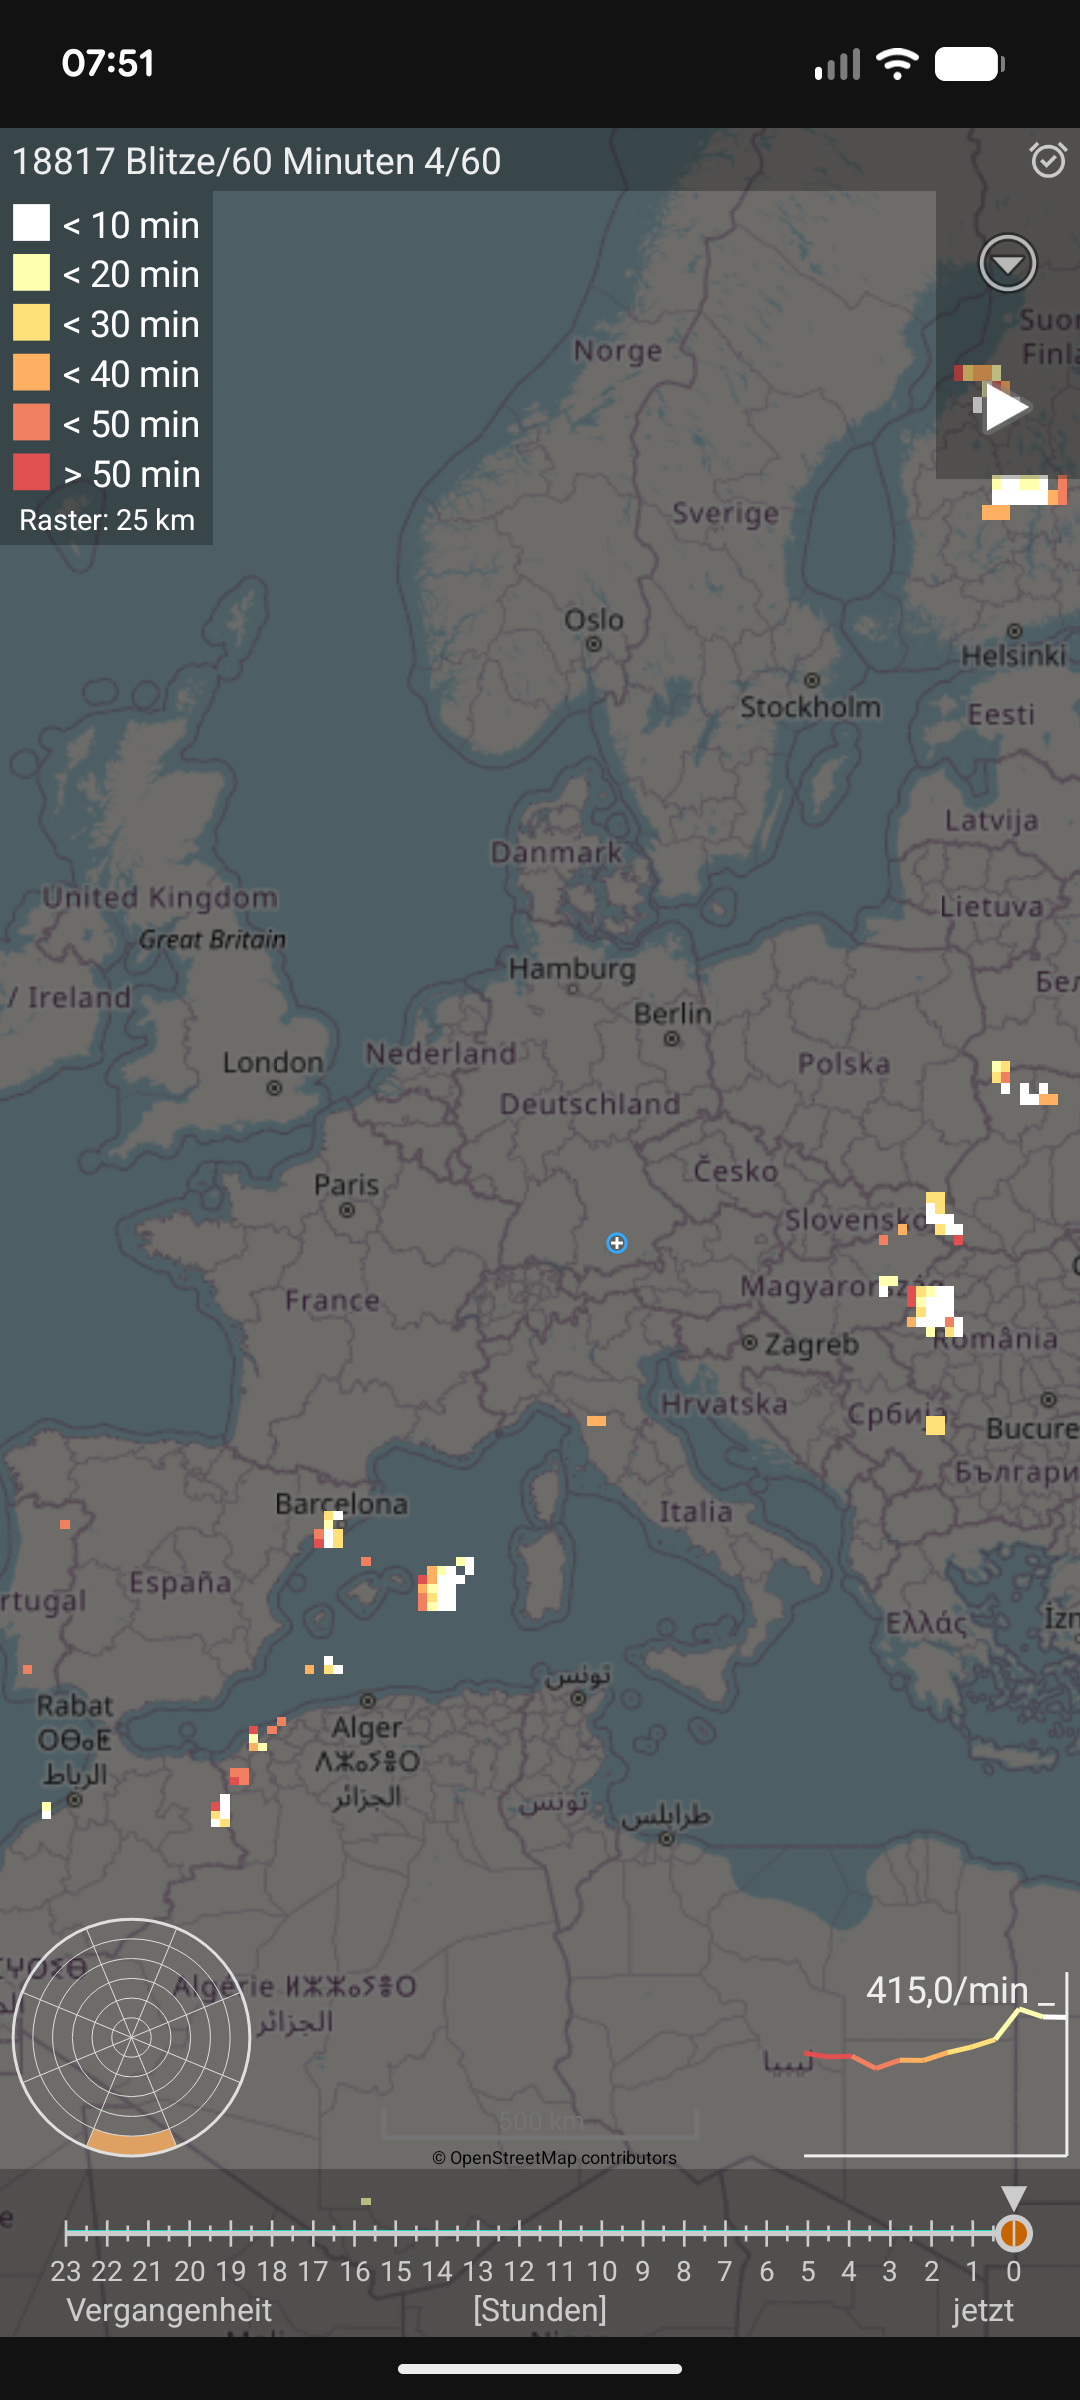 07:51
18817 Blitze/60 Minuten 4/60
< 10 min
< 20 min
< 30 min
< 40 min
< 50 min
> 50 min
Raster: 25 km
Norge
Suor
Finla
Sverige
Oslo
Helsinki
Stockholm
Eesti
Latvija
Danmark
United Kingdom
Lietuva
Great Britain
Hamburg
Бел
/ Ireland
Berlin
London
Nederland
Polska
Deutschland
Česko
Paris
Slovensko
Magyarország
France
România
Zagreb
Hrvatska
Србија
Bucure
Българи
Barcelona
Italia
España
rtugal
Ελλάς
İzn
تونس
Rabat
ⵔⴱⴰⵟ
الرباط
Alger
ⴷⵣⴰⵢⴻⵔ
الجزائر
تونس
طرابلس
Algérie
الجزائر
415,0/min
ليبيا
500 km
© OpenStreetMap contributors
23 22 21 20 19 18 17 16 15 14 13 12 11 10 9 8 7 6 5 4 3 2 1 0
Vergangenheit [Stunden] jetzt